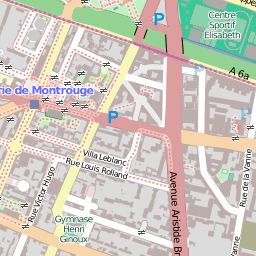 Centre
Sportif
Élisabeth
A 6a
rie de Montrouge
Villa Leblanc
Rue Louis Rolland
Rue Victor Hugo
Avenue Aristide Br
Rue de la Vanne
Gymnase
Henri
Ginoux
P
P